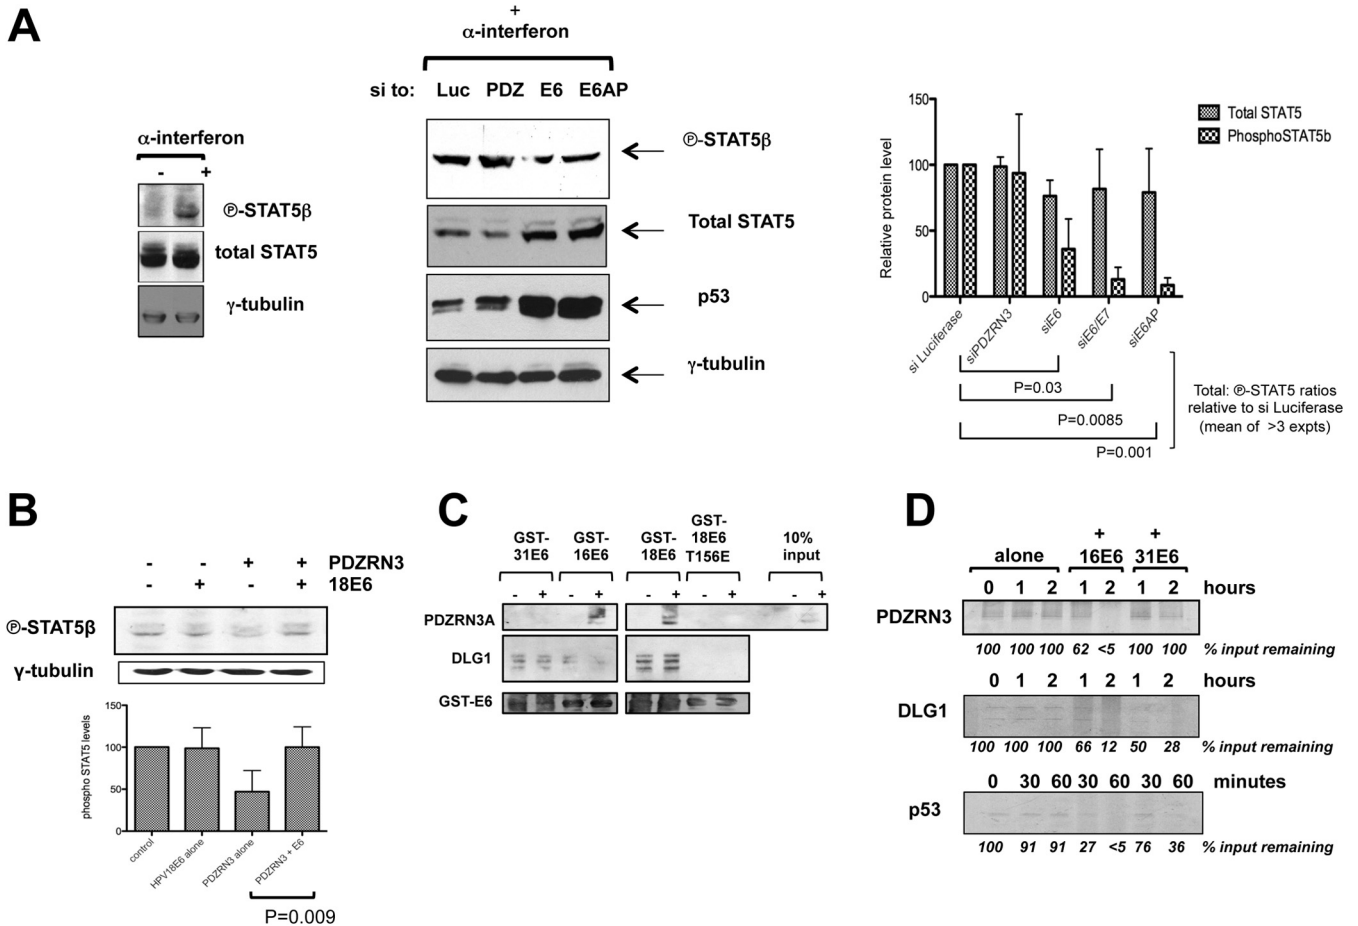 A
α-interferon
- +
Ⓟ-STAT5β
total STAT5
γ-tubulin
+
α-interferon
si to: Luc PDZ E6 E6AP
Ⓟ-STAT5β
Total STAT5
p53
γ-tubulin
Relative protein level
150
100
50
0
Total STAT5
PhosphoSTAT5b
si Luciferase
siPDZRN3
siE6
siE6/E7
siE6AP
P=0.03
P=0.0085
P=0.001
Total: Ⓟ-STAT5 ratios
relative to si Luciferase
(mean of >3 expts)
B
- - + + PDZRN3
- + - + 18E6
Ⓟ-STAT5β
γ-tubulin
phospho STAT5 levels
150
100
50
0
control
HPV18E6 alone
PDZRN3 alone
PDZRN3 + E6
P=0.009
C
GST-
31E6
GST-
16E6
GST-
18E6
GST-
18E6
T156E
10%
input
- + - + - + - + - +
PDZRN3A
DLG1
GST-E6
D
alone
+
16E6
+
31E6
0 1 2 1 2 1 2 hours
PDZRN3
100 100 100 62 <5 100 100 % input remaining
0 1 2 1 2 1 2 hours
DLG1
100 100 100 66 12 50 28 % input remaining
0 30 60 30 60 30 60 minutes
p53
100 91 91 27 <5 76 36 % input remaining